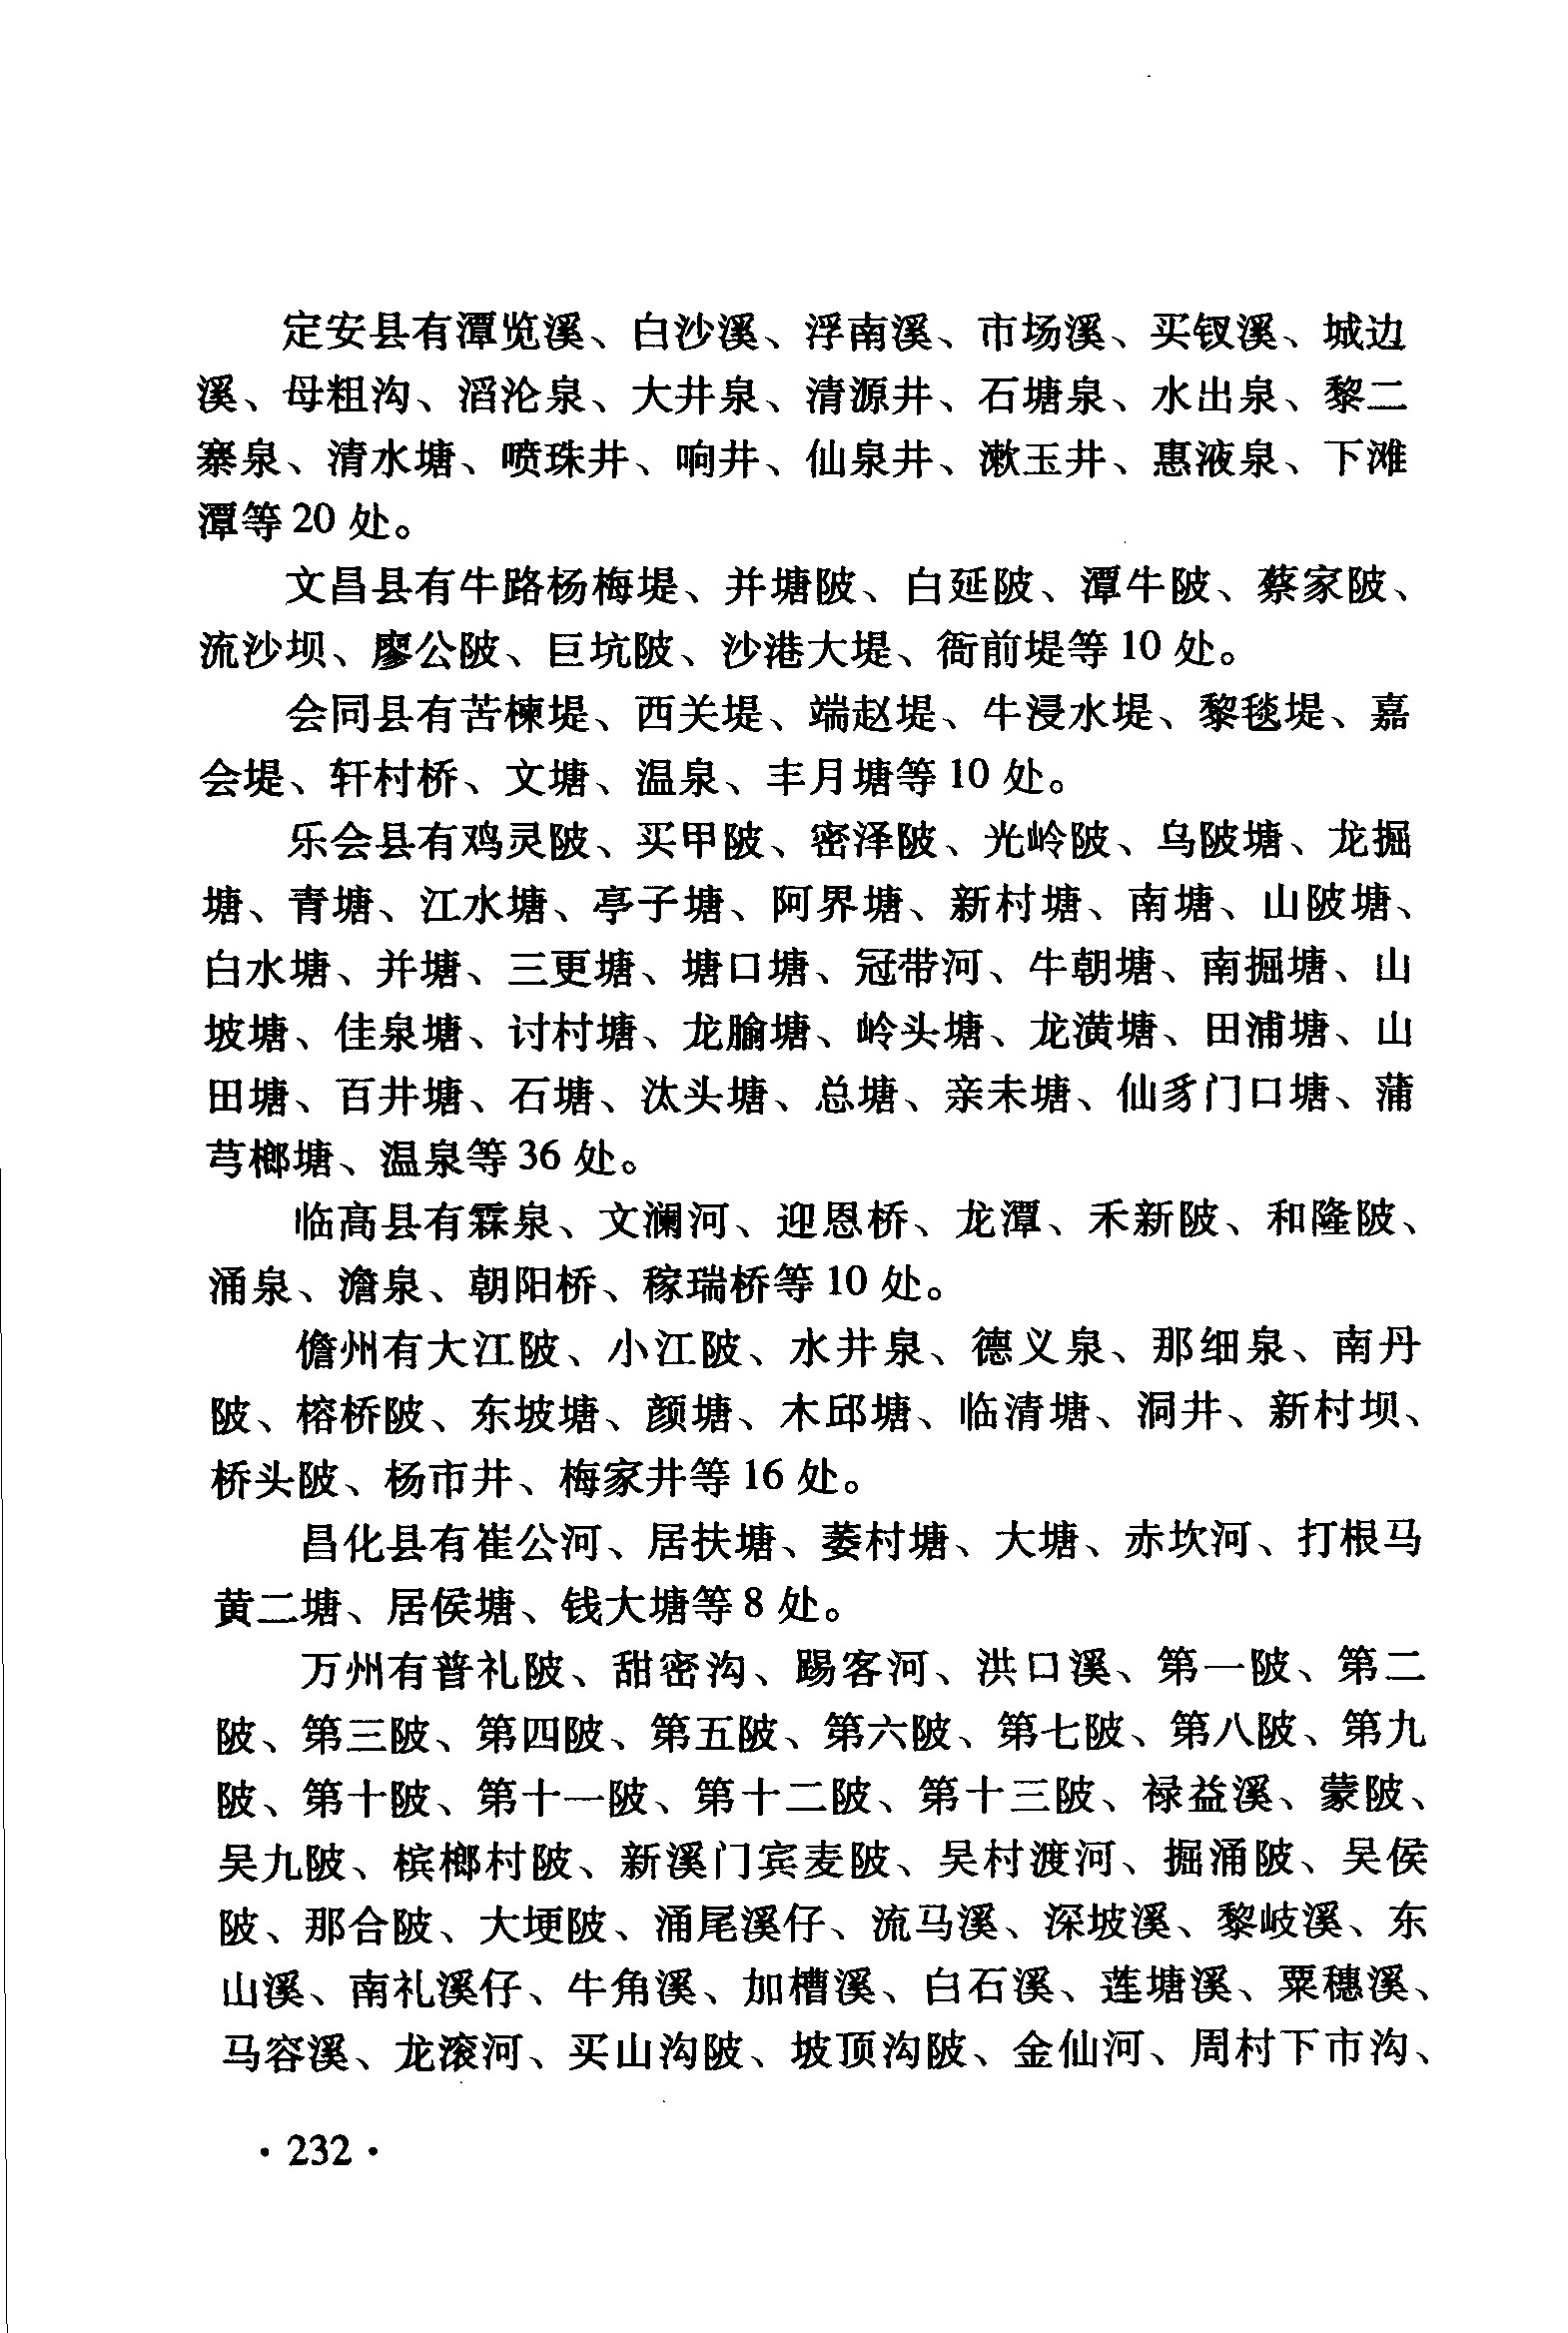 定安县有潭览溪、白沙溪、浮南溪、市场溪、买钗溪、城边
溪、母粗沟、滔沦泉、大井泉、清源井、石塘泉、水出泉、黎二
寨泉、清水塘、喷珠井、响井、仙泉井、漱玉井、惠液泉、下滩
潭等20处。
文昌县有牛路杨梅堤、并塘陂、白延陂、潭牛陂、蔡家陂、
流沙坝、廖公陂、巨坑陂、沙港大堤、衙前堤等10处。
会同县有苦楝堤、西关堤、端赵堤、牛浸水堤、黎毯堤、嘉
会堤、轩村桥、文塘、温泉、丰月塘等10处。
乐会县有鸡灵陂、买甲陂、密泽陂、光岭陂、乌陂塘、龙掘
塘、青塘、江水塘、亭子塘、阿界塘、新村塘、南塘、山陂塘、
白水塘、并塘、三更塘、塘口塘、冠带河、牛朝塘、南掘塘、山
坡塘、佳泉塘、讨村塘、龙腧塘、岭头塘、龙潢塘、田浦塘、山
田塘、百井塘、石塘、汰头塘、总塘、亲未塘、仙豸门口塘、蒲
芎榔塘、温泉等36处。
临高县有霖泉、文澜河、迎恩桥、龙潭、禾新陂、和隆陂、
涌泉、澹泉、朝阳桥、稼瑞桥等10处。
儋州有大江陂、小江陂、水井泉、德义泉、那细泉、南丹
陂、榕桥陂、东坡塘、颜塘、木邱塘、临清塘、洞井、新村坝、
桥头陂、杨市井、梅家井等16处。
昌化县有崔公河、居扶塘、萎村塘、大塘、赤坎河、打根马
黄二塘、居侯塘、钱大塘等8处。
万州有普礼陂、甜密沟、踢客河、洪口溪、第一陂、第二
陂、第三陂、第四陂、第五陂、第六陂、第七陂、第八陂、第九
陂、第十陂、第十一陂、第十二陂、第十三陂、禄益溪、蒙陂、
吴九陂、槟榔村陂、新溪门宾麦陂、吴村渡河、掘涌陂、吴侯
陂、那合陂、大埂陂、涌尾溪仔、流马溪、深坡溪、黎岐溪、东
山溪、南礼溪仔、牛角溪、加槽溪、白石溪、莲塘溪、粟穗溪、
马容溪、龙滚河、买山沟陂、坡顶沟陂、金仙河、周村下市沟、
·232·